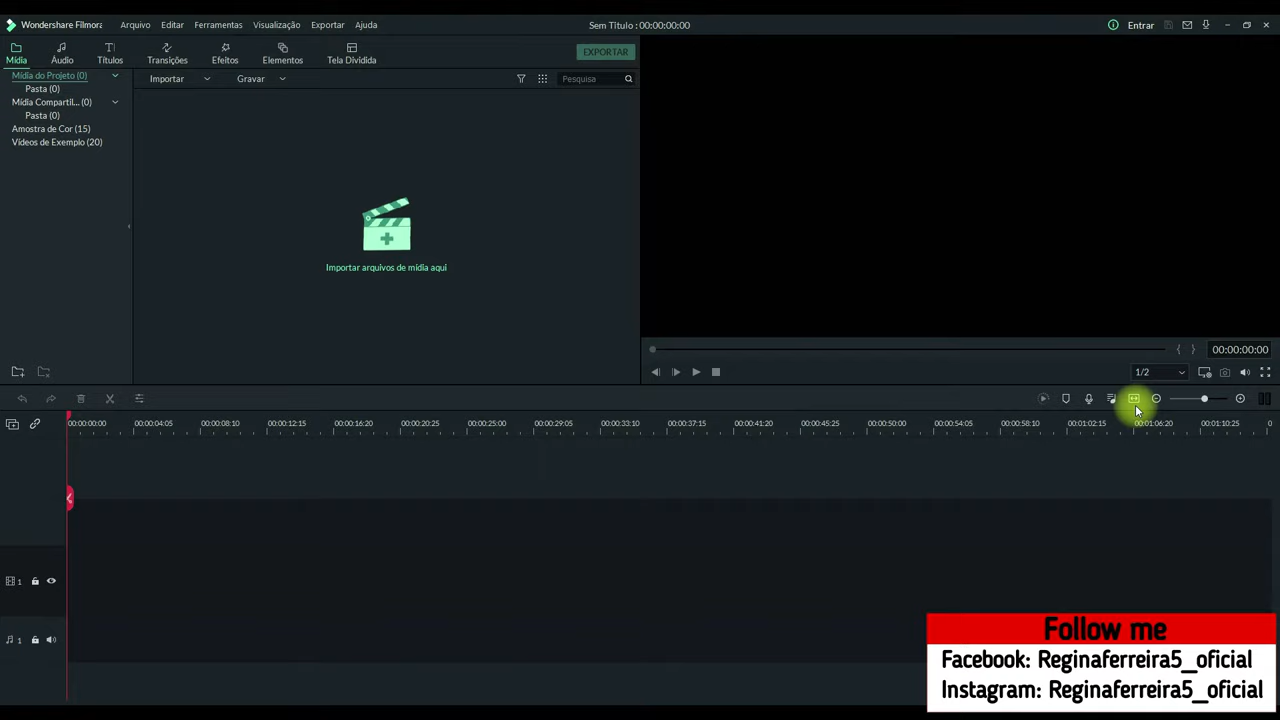 Wondershare Filmora
Arquivo Editar Ferramentas Visualização Exportar Ajuda
Sem Título : 00:00:00:00
Entrar
Mídia Áudio Títulos Transições Efeitos Elementos Tela Dividida
EXPORTAR
Mídia do Projeto (0)
Importar Gravar Pesquisa
Pasta (0)
Mídia Compartil... (0)
Pasta (0)
Amostra de Cor (15)
Vídeos de Exemplo (20)
Importar arquivos de mídia aqui
{ } 00:00:00:00
1/2
00:00:00:00 00:00:04:05 00:00:08:10 00:00:12:15 00:00:16:20 00:00:20:25 00:00:25:00 00:00:29:05 00:00:33:10 00:00:37:15 00:00:41:20 00:00:45:25 00:00:50:00 00:00:54:05 00:00:58:10 00:01:02:15 00:01:06:20 00:01:10:25 0
1
1
Follow me
Facebook: Reginaferreira5_oficial
Instagram: Reginaferreira5_oficial